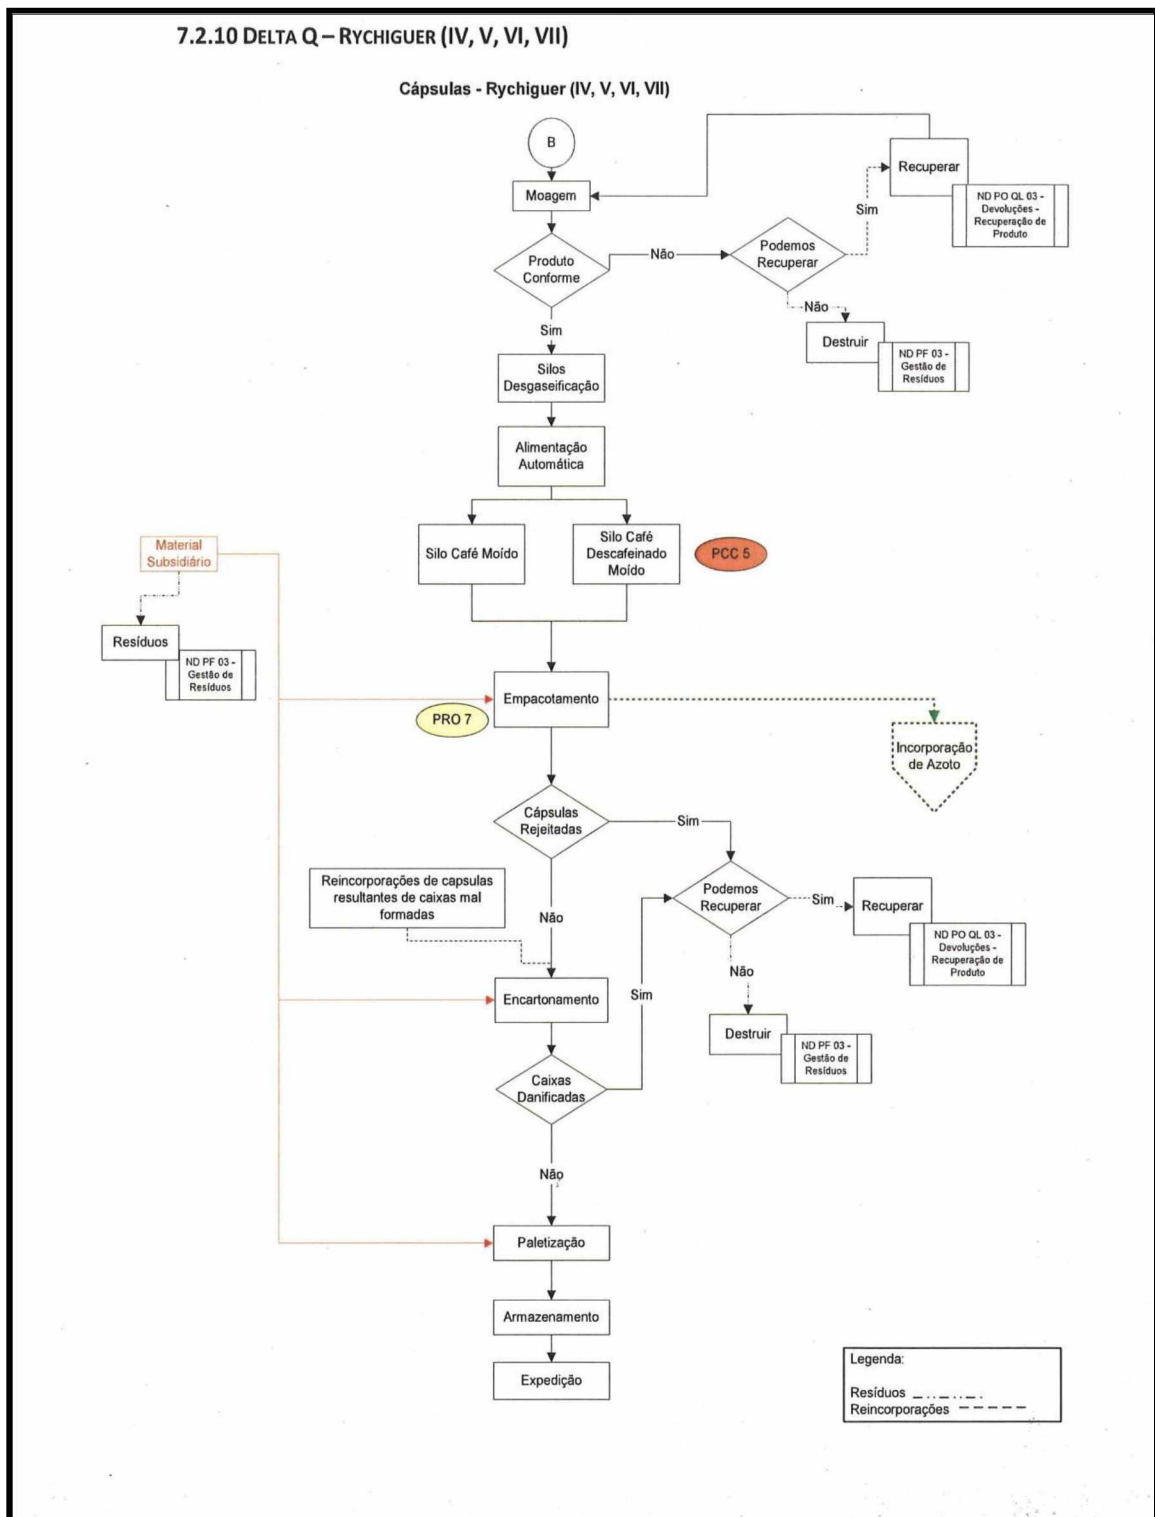 7.2.10 DELTA Q – RYCHIGUER (IV, V, VI, VII)
Cápsulas - Rychiguer (IV, V, VI, VII)
B
Moagem
Recuperar
ND PO QL 03 -
Devoluções -
Recuperação de
Produto
Sim
Produto
Conforme
Não
Podemos
Recuperar
Não
Destruir
ND PF 03 -
Gestão de
Resíduos
Sim
Silos
Desgaseificação
Alimentação
Automática
Silo Café Moído
Silo Café
Descafeinado
Moído
PCC 5
Material
Subsidiário
Resíduos
ND PF 03 -
Gestão de
Resíduos
Empacotamento
PRO 7
Incorporação
de Azoto
Cápsulas
Rejeitadas
Sim
Podemos
Recuperar
Sim
Recuperar
ND PO QL 03 -
Devoluções -
Recuperação de
Produto
Reincorporações de capsulas
resultantes de caixas mal
formadas
Não
Não
Encartonamento
Sim
Destruir
ND PF 03 -
Gestão de
Resíduos
Caixas
Danificadas
Não
Paletização
Armazenamento
Expedição
Legenda:
Resíduos
Reincorporações